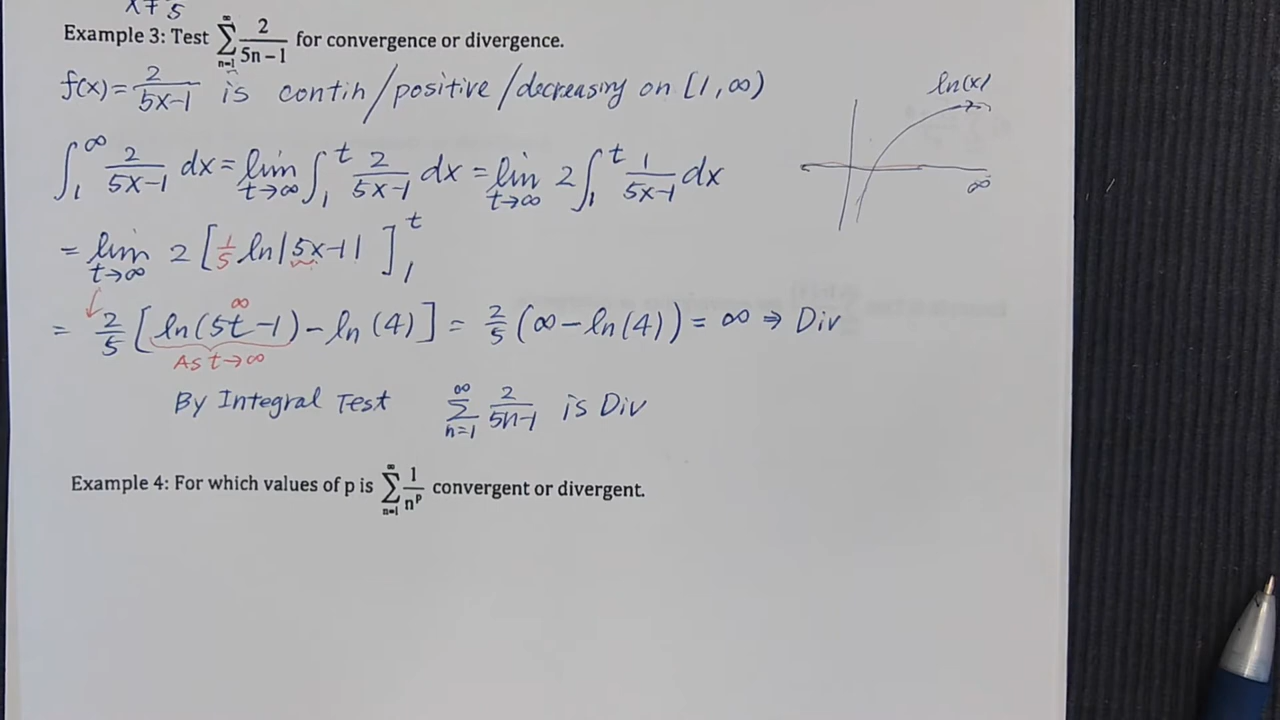 x ≠ 5
Example 3: Test ∑_{n=1}^{∞} 2/(5n−1) for convergence or divergence.
f(x) = 2/(5x−1) is contin/positive/decreasing on [1, ∞)
ln(x)
∞
∫_1^∞ 2/(5x−1) dx = lim_{t→∞} ∫_1^t 2/(5x−1) dx = lim_{t→∞} 2 ∫_1^t 1/(5x−1) dx
= lim_{t→∞} 2 [1/5 ln|5x−1|]_1^t
∞
= 2/5 [ln(5t−1) − ln(4)] = 2/5 (∞ − ln(4)) = ∞ ⇒ Div
As t→∞
By Integral Test ∑_{n=1}^{∞} 2/(5n−1) is Div
Example 4: For which values of p is ∑_{n=1}^{∞} 1/n^p convergent or divergent.